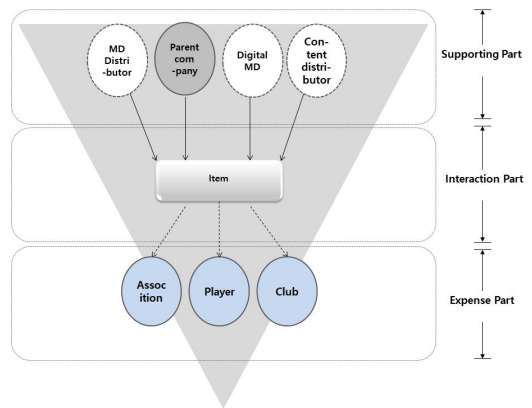 MD
Distri
-butor
Parent
com
-pany
Digital
MD
Con-
tent
distri-
butor
Supporting Part
Item
Interaction Part
Assoc
ition
Player
Club
Expense Part